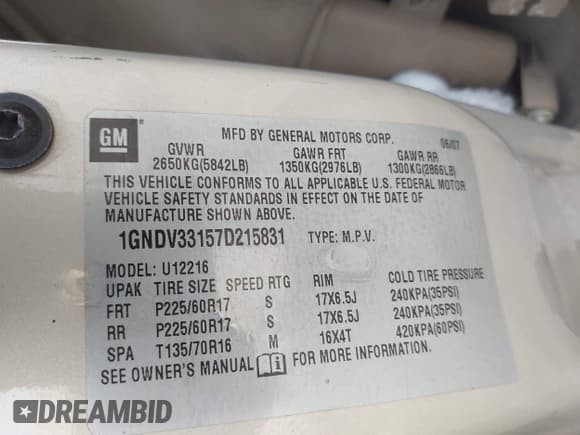 GM
MFD BY GENERAL MOTORS CORP. 06/07
GVWR GAWR FRT GAWR RR
2650KG(5842LB) 1350KG(2976LB) 1300KG(2866LB)
THIS VEHICLE CONFORMS TO ALL APPLICABLE U.S. FEDERAL MOTOR
VEHICLE SAFETY STANDARDS IN EFFECT ON THE DATE OF
MANUFACTURE SHOWN ABOVE.
1GNDV33157D215831 TYPE: M.P.V.
MODEL: U12216
UPAK TIRE SIZE SPEED RTG RIM COLD TIRE PRESSURE
FRT P225/60R17 S 17X6.5J 240KPA(35PSI)
RR P225/60R17 S 17X6.5J 240KPA(35PSI)
SPA T135/70R16 M 16X4T 420KPA(60PSI)
SEE OWNER'S MANUAL FOR MORE INFORMATION.
DREAMBID